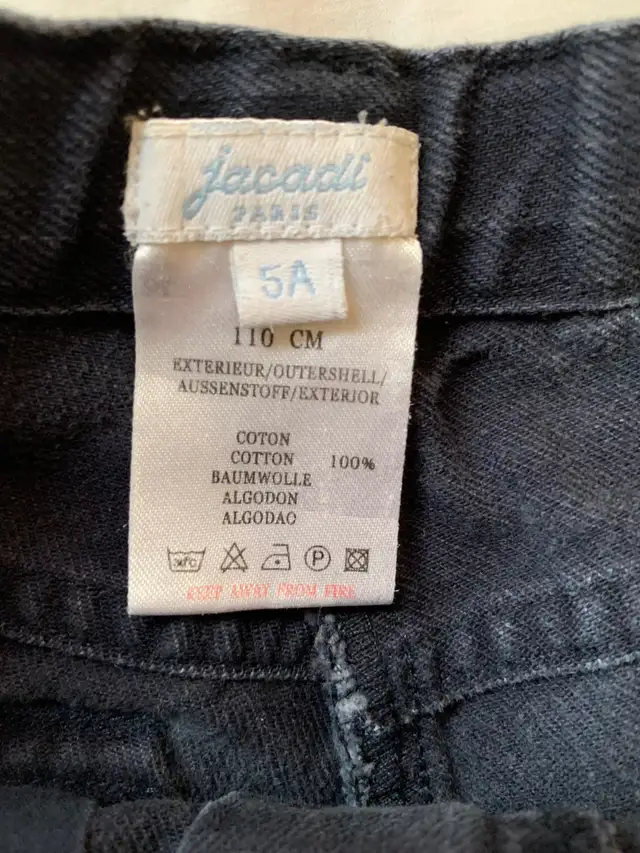 jacadi
PARIS
5A
110 CM
EXTERIEUR/OUTERSHELL/
AUSSENSTOFF/EXTERIOR
COTON
COTTON 100%
BAUMWOLLE
ALGODON
ALGODAO
P
KEEP AWAY FROM FIRE